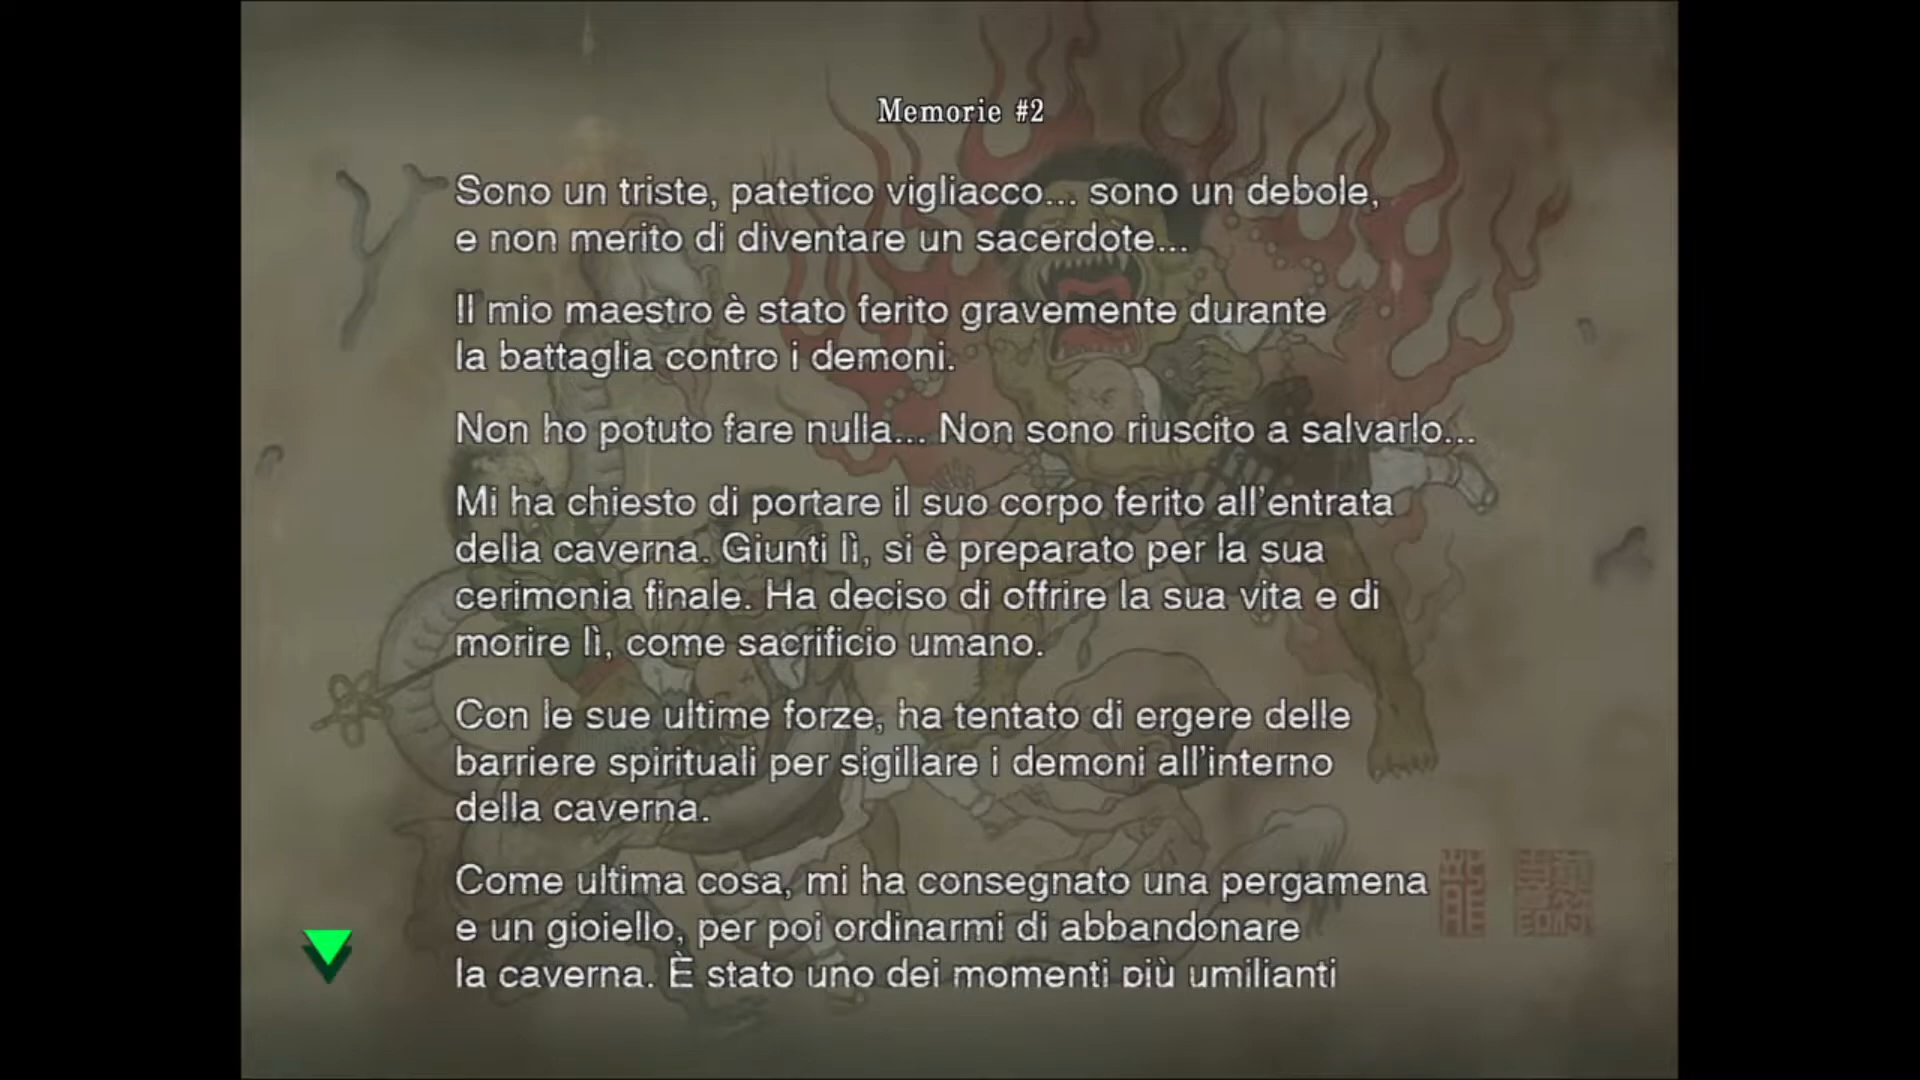 Memorie #2
Sono un triste, patetico vigliacco... sono un debole,
e non merito di diventare un sacerdote...
Il mio maestro è stato ferito gravemente durante
la battaglia contro i demoni.
Non ho potuto fare nulla... Non sono riuscito a salvarlo...
Mi ha chiesto di portare il suo corpo ferito all'entrata
della caverna. Giunti lì, si è preparato per la sua
cerimonia finale. Ha deciso di offrire la sua vita e di
morire lì, come sacrificio umano.
Con le sue ultime forze, ha tentato di ergere delle
barriere spirituali per sigillare i demoni all'interno
della caverna.
Come ultima cosa, mi ha consegnato una pergamena
e un gioiello, per poi ordinarmi di abbandonare
la caverna. È stato uno dei momenti più umilianti